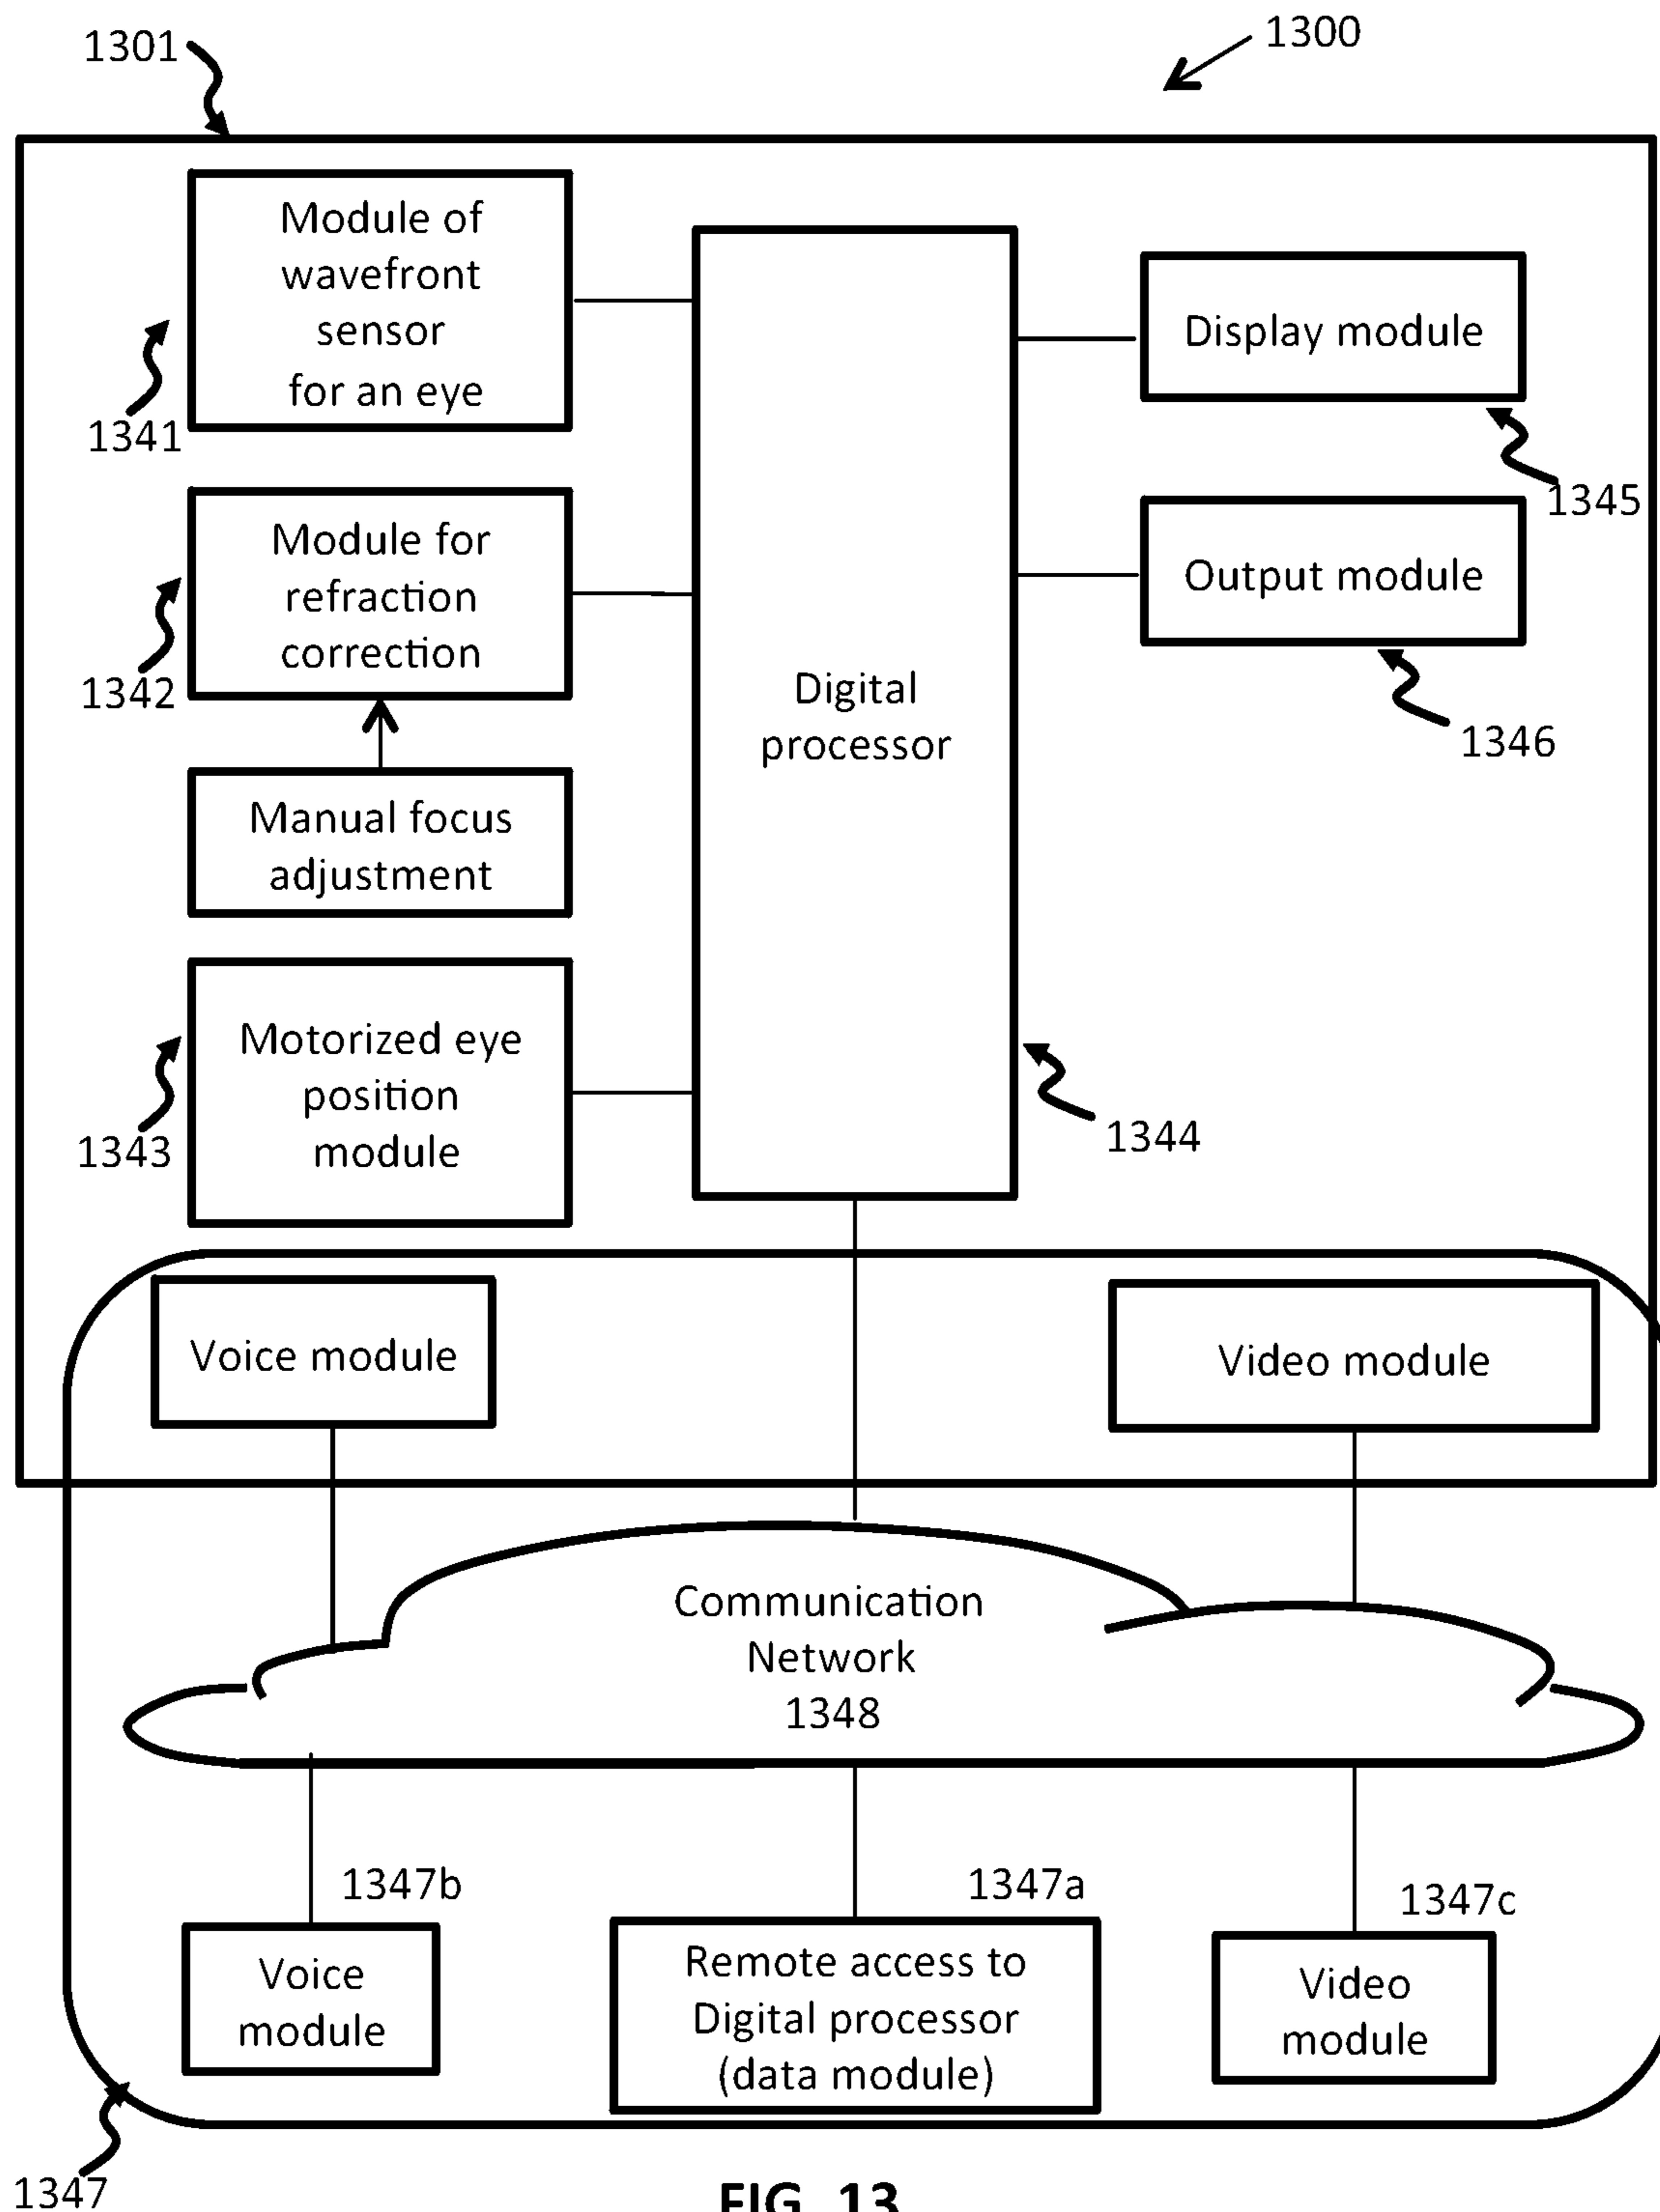 1301
1300
Module of
wavefront
sensor
for an eye
1341
Display module
1345
Module for
refraction
correction
1342
Output module
1346
Digital
processor
Manual focus
adjustment
Motorized eye
position
module
1343
1344
Voice module
Video module
Communication
Network
1348
1347b
1347a
1347c
Voice
module
Remote access to
Digital processor
(data module)
Video
module
1347
FIG. 13